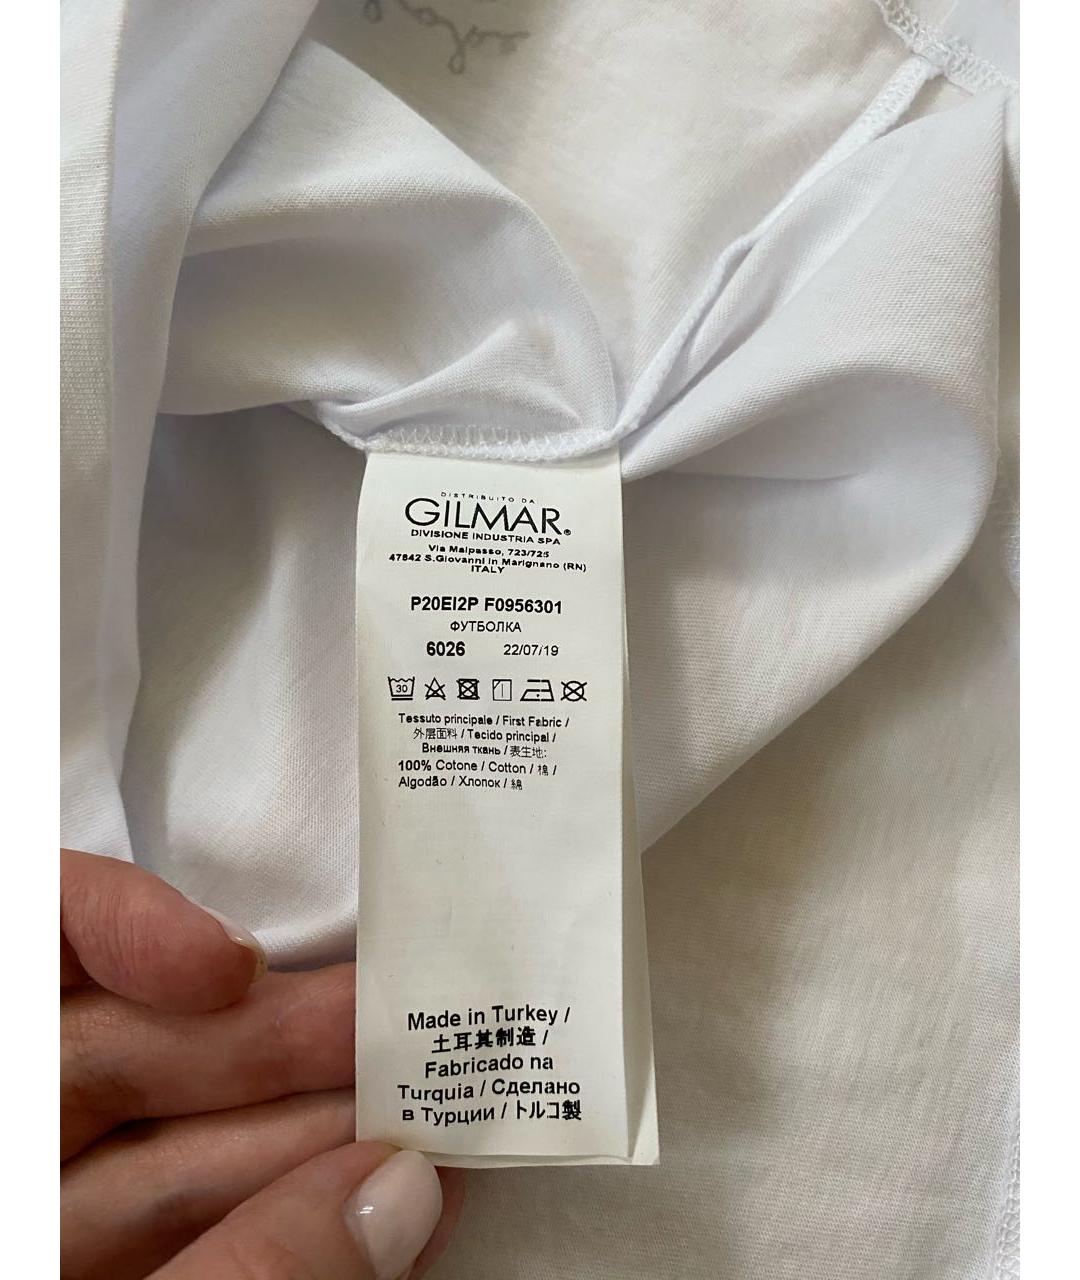 DISTRIBUITO DA
GILMAR®
DIVISIONE INDUSTRIA SPA
Via Malpasso, 723/725
47842 S.Giovanni in Marignano (RN)
ITALY
P20EI2P F0956301
ФУТБОЛКА
6026 22/07/19
30
Tessuto principale / First Fabric /
外层面料 / Tecido principal /
Внешняя ткань / 表生地:
100% Cotone / Cotton / 棉 /
Algodão / Хлопок / 綿
Made in Turkey /
土耳其制造 /
Fabricado na
Turquia / Сделано
в Турции / トルコ製